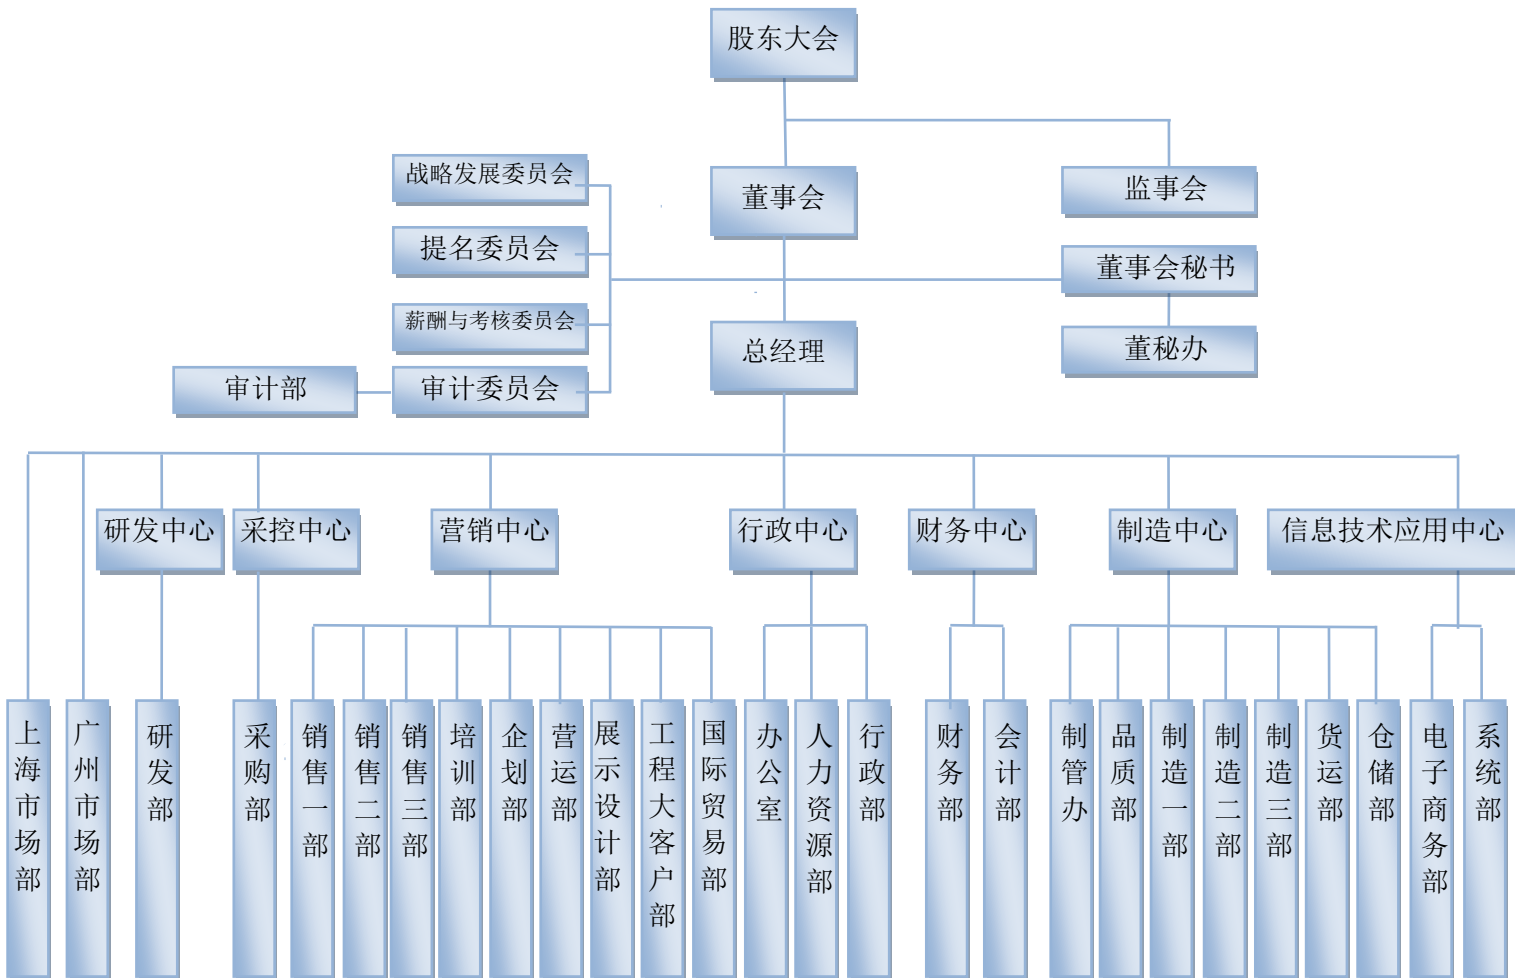 股东大会
战略发展委员会
董事会
监事会
提名委员会
董事会秘书
薪酬与考核委员会
总经理
董秘办
审计部
审计委员会
研发中心
采控中心
营销中心
行政中心
财务中心
制造中心
信息技术应用中心
上海市场部
广州市场部
研发部
采购部
销售一部
销售二部
销售三部
培训部
企划部
营运部
展示设计部
工程大客户部
国际贸易部
办公室
人力资源部
行政部
财务部
会计部
制管办
品质部
制造一部
制造二部
制造三部
货运部
仓储部
电子商务部
系统部